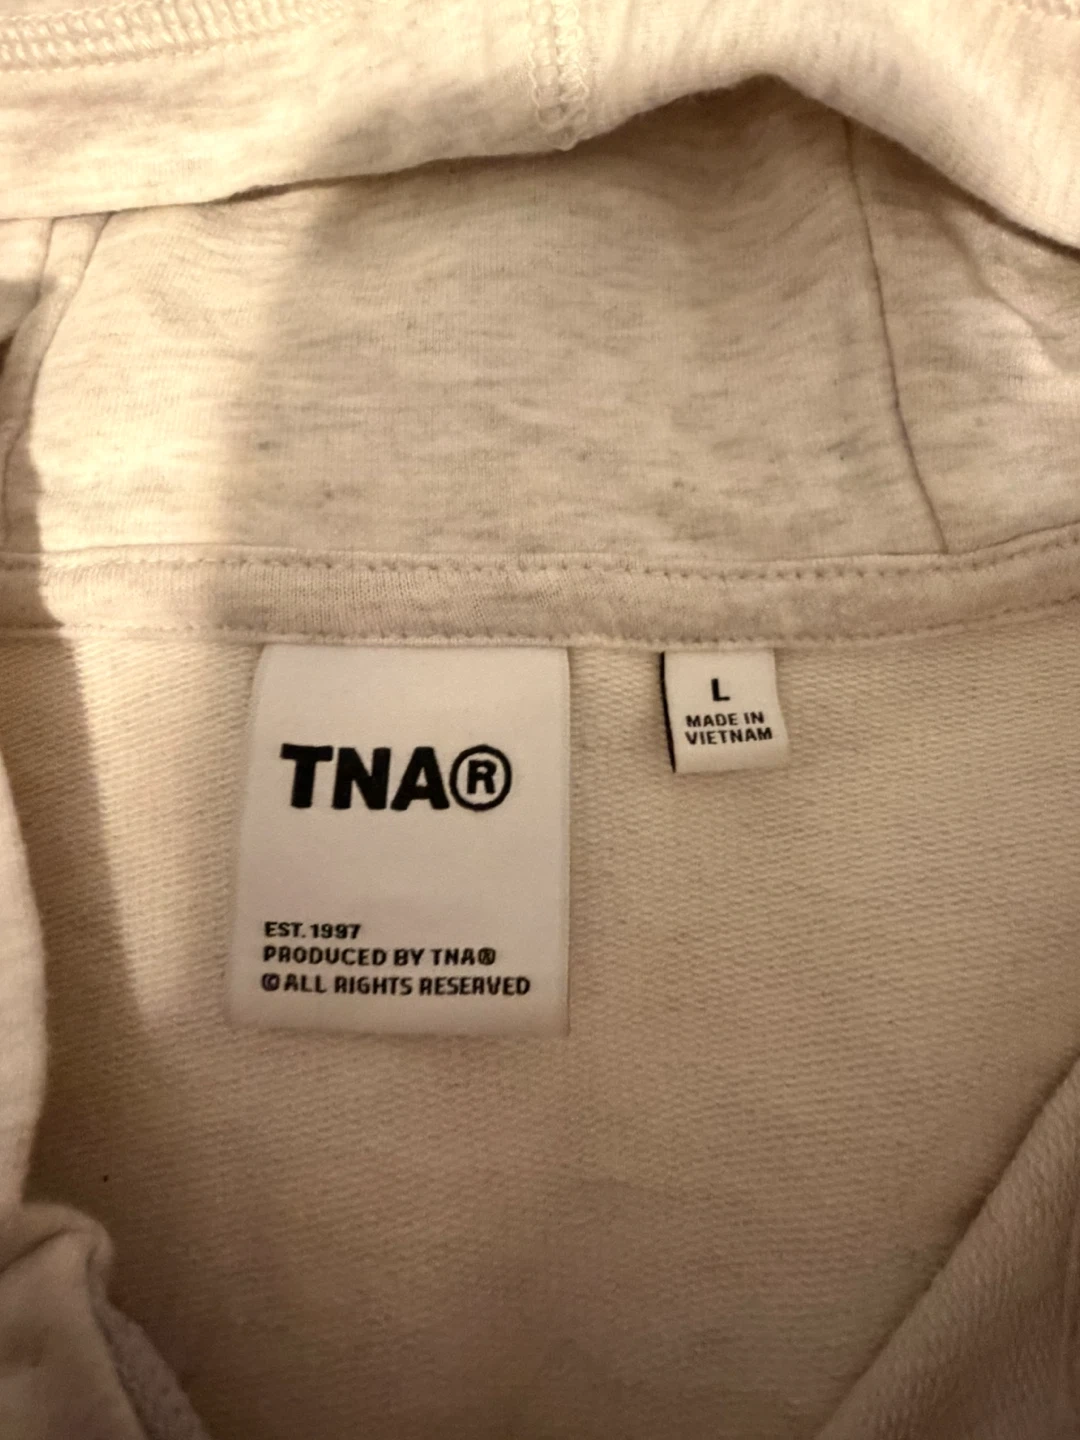 TNA®
EST. 1997
PRODUCED BY TNA®
© ALL RIGHTS RESERVED
L
MADE IN
VIETNAM